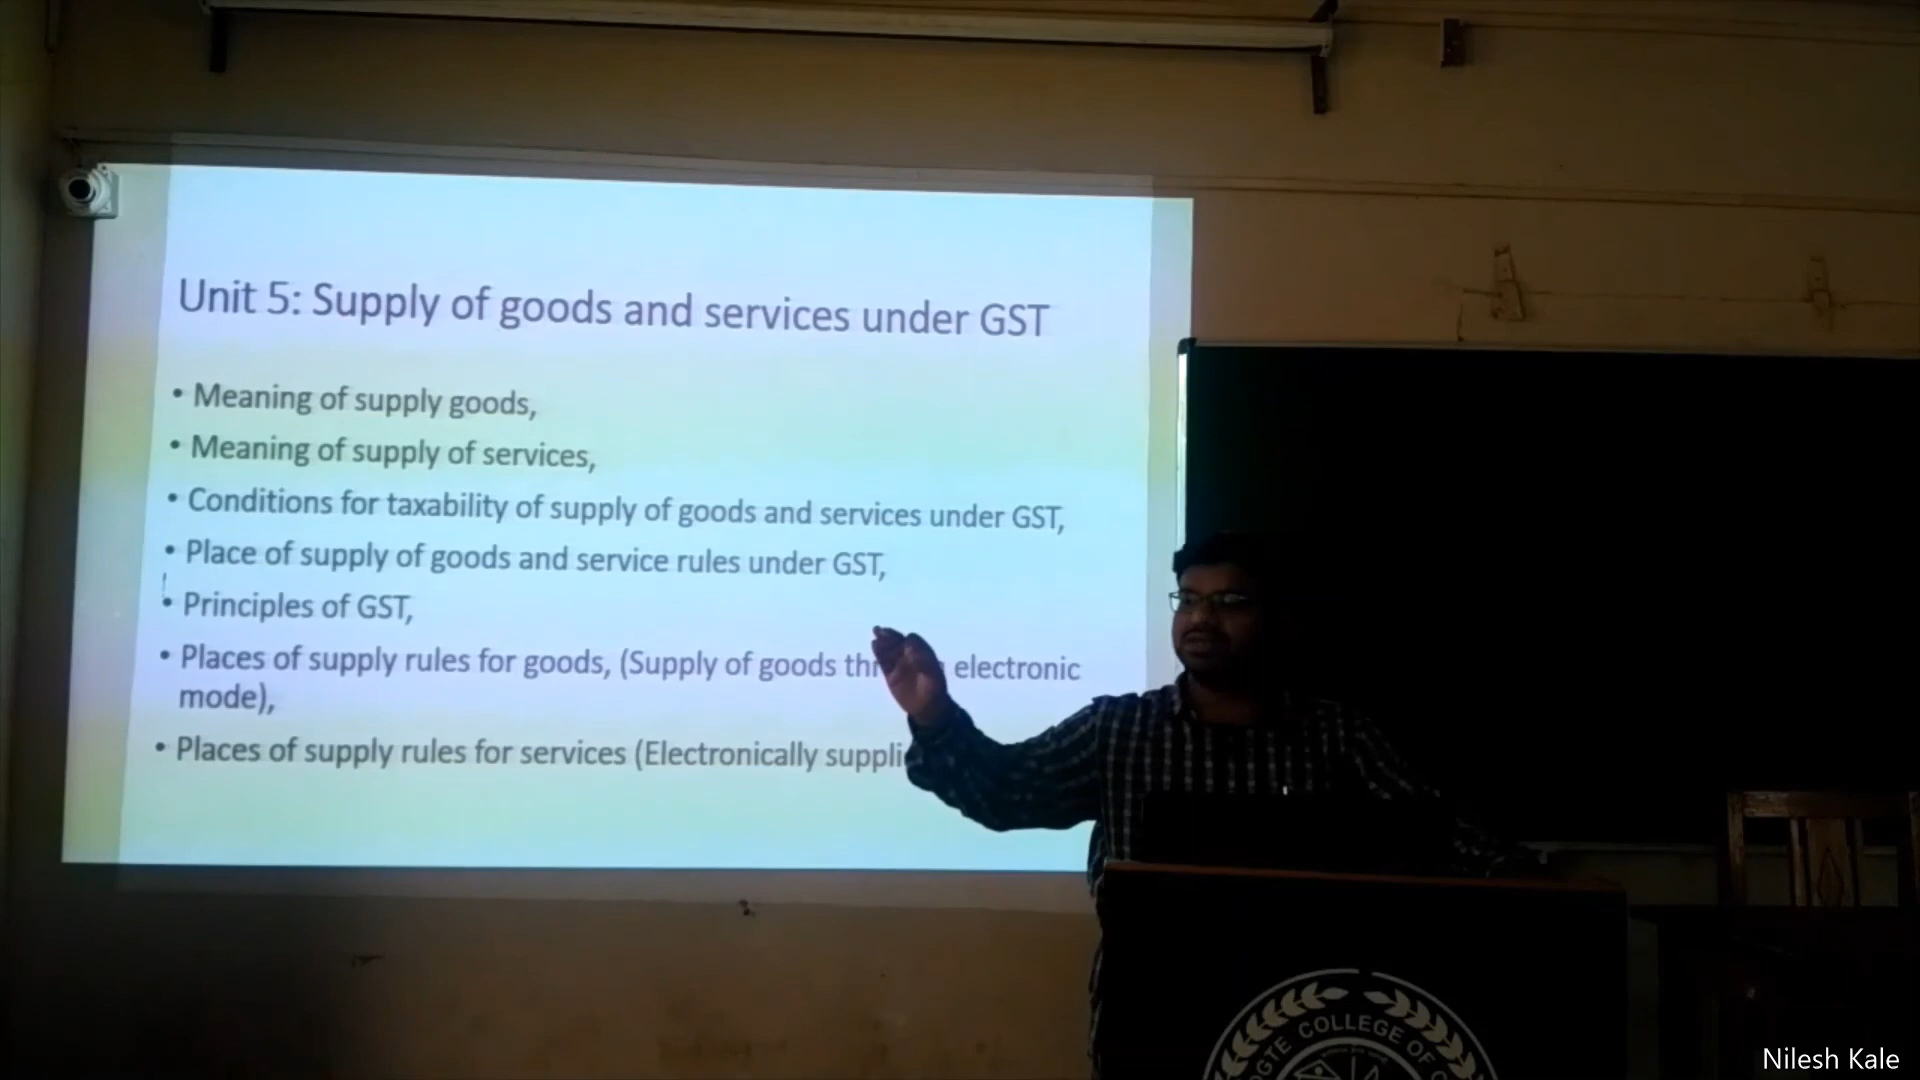 Unit 5: Supply of goods and services under GST
• Meaning of supply goods,
• Meaning of supply of services,
• Conditions for taxability of supply of goods and services under GST,
• Place of supply of goods and service rules under GST,
• Principles of GST,
• Places of supply rules for goods, (Supply of goods electronic
mode),
• Places of supply rules for services (Electronically
COLLEGE OF
Nilesh Kale